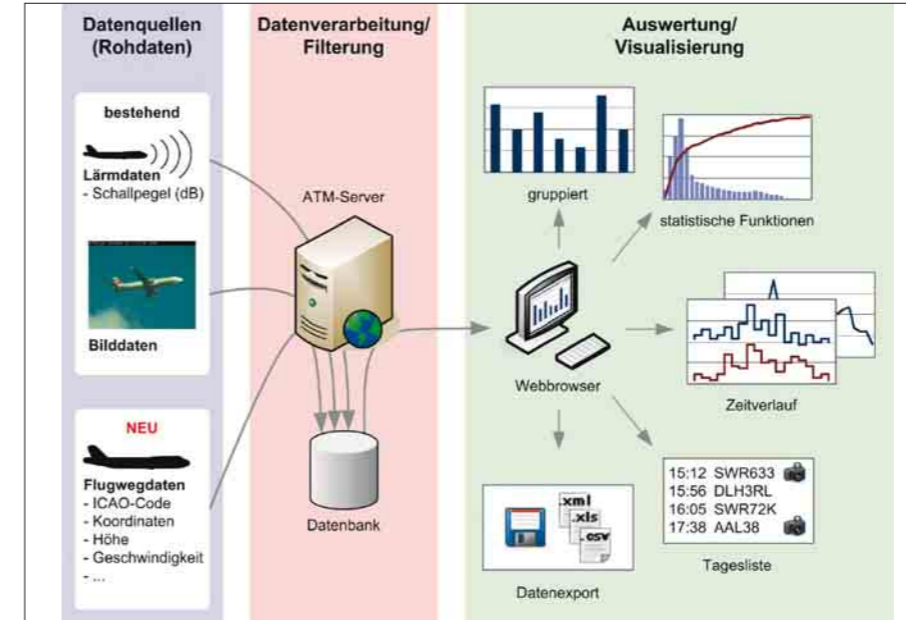 Datenquellen
(Rohdaten)
bestehend
Lärmdaten
- Schallpegel (dB)
Bilddaten
NEU
Flugwegdaten
- ICAO-Code
- Koordinaten
- Höhe
- Geschwindigkeit
- ...
Datenverarbeitung/
Filterung
ATM-Server
Datenbank
Auswertung/
Visualisierung
gruppiert
statistische Funktionen
Webbrowser
Zeitverlauf
.xml
.xls
.csv
Datenexport
15:12 SWR633
15:56 DLH3RL
16:05 SWR72K
17:38 AAL38
Tagesliste